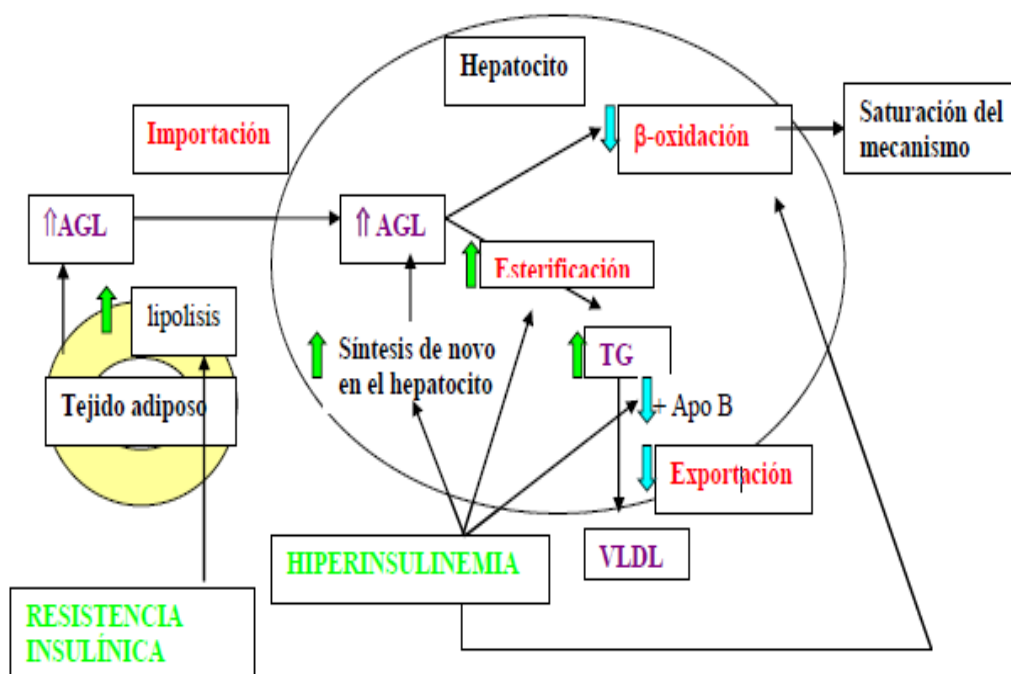 Hepatocito
Importación
β-oxidación
Saturación del
mecanismo
⇑AGL
⇑ AGL
Esterificación
lipolisis
Síntesis de novo
en el hepatocito
TG
Tejido adiposo
+ Apo B
Exportación
HIPERINSULINEMIA
VLDL
RESISTENCIA
INSULÍNICA